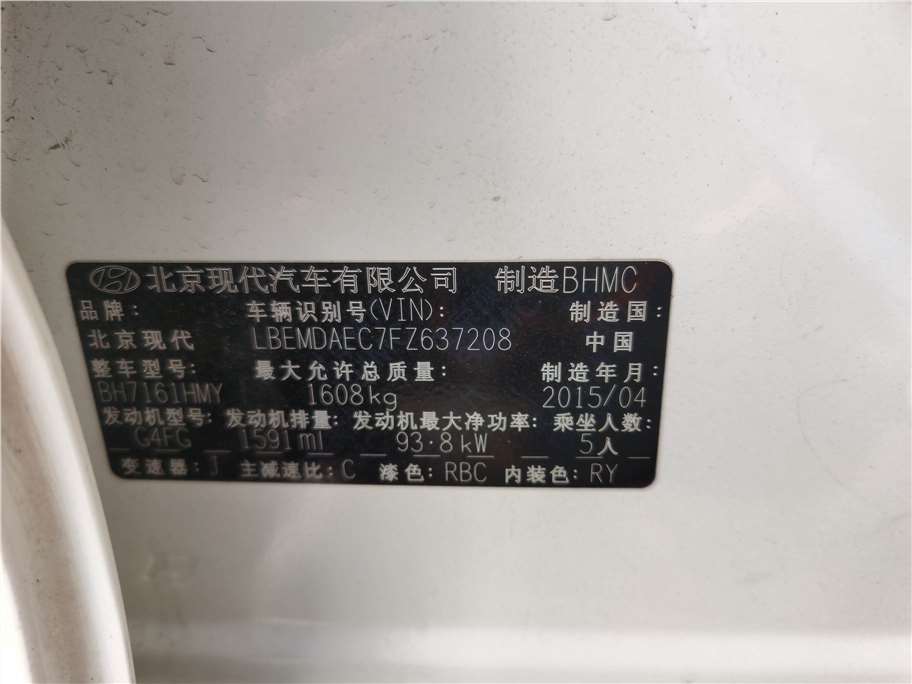 北京现代汽车有限公司 制造BHMC
品牌: 车辆识别号(VIN): 制造国:
北京现代 LBEMDAEC7FZ637208 中国
整车型号: 最大允许总质量: 制造年月:
BH7161HMY 1608kg 2015/04
发动机型号: 发动机排量: 发动机最大净功率: 乘坐人数:
G4FG 1591ml 93.8kW 5人
变速器: J 主减速比: C 漆色: RBC 内装色: RY